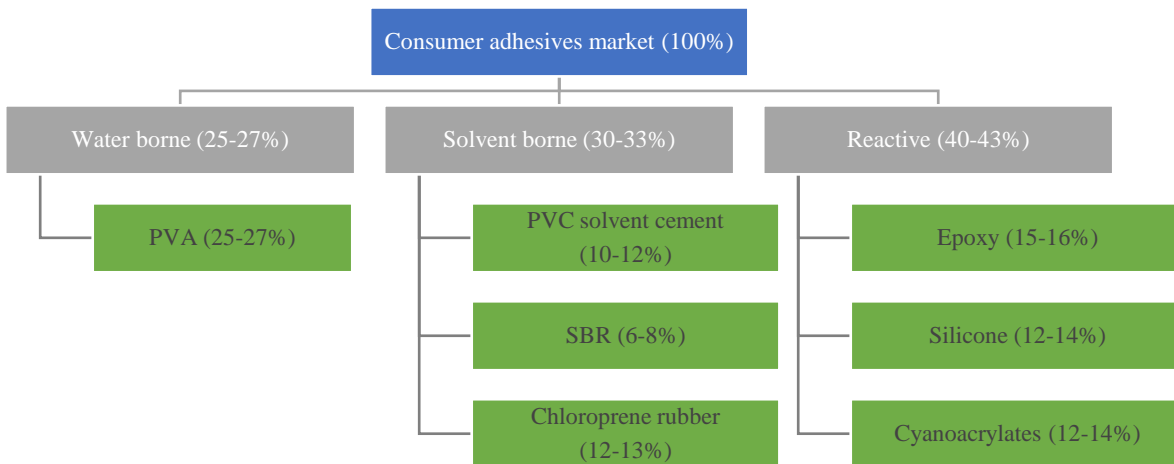 Consumer adhesives market (100%)
Water borne (25-27%)
PVA (25-27%)
Solvent borne (30-33%)
PVC solvent cement
(10-12%)
SBR (6-8%)
Chloroprene rubber
(12-13%)
Reactive (40-43%)
Epoxy (15-16%)
Silicone (12-14%)
Cyanoacrylates (12-14%)